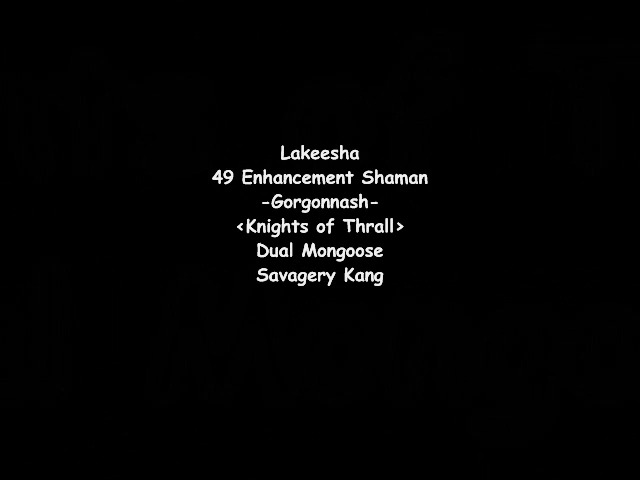 Lakeesha
49 Enhancement Shaman
-Gorgonnash-
<Knights of Thrall>
Dual Mongoose
Savagery Kang